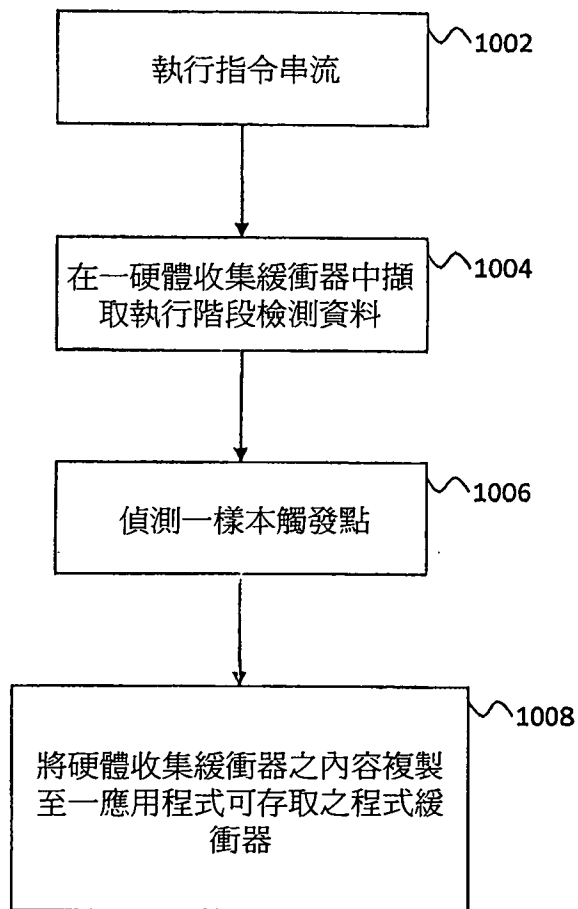 執行指令串流
1002
在一硬體收集緩衝器中擷
取執行階段檢測資料
1004
偵測一樣本觸發點
1006
將硬體收集緩衝器之內容複製
至一應用程式可存取之程式緩
衝器
1008